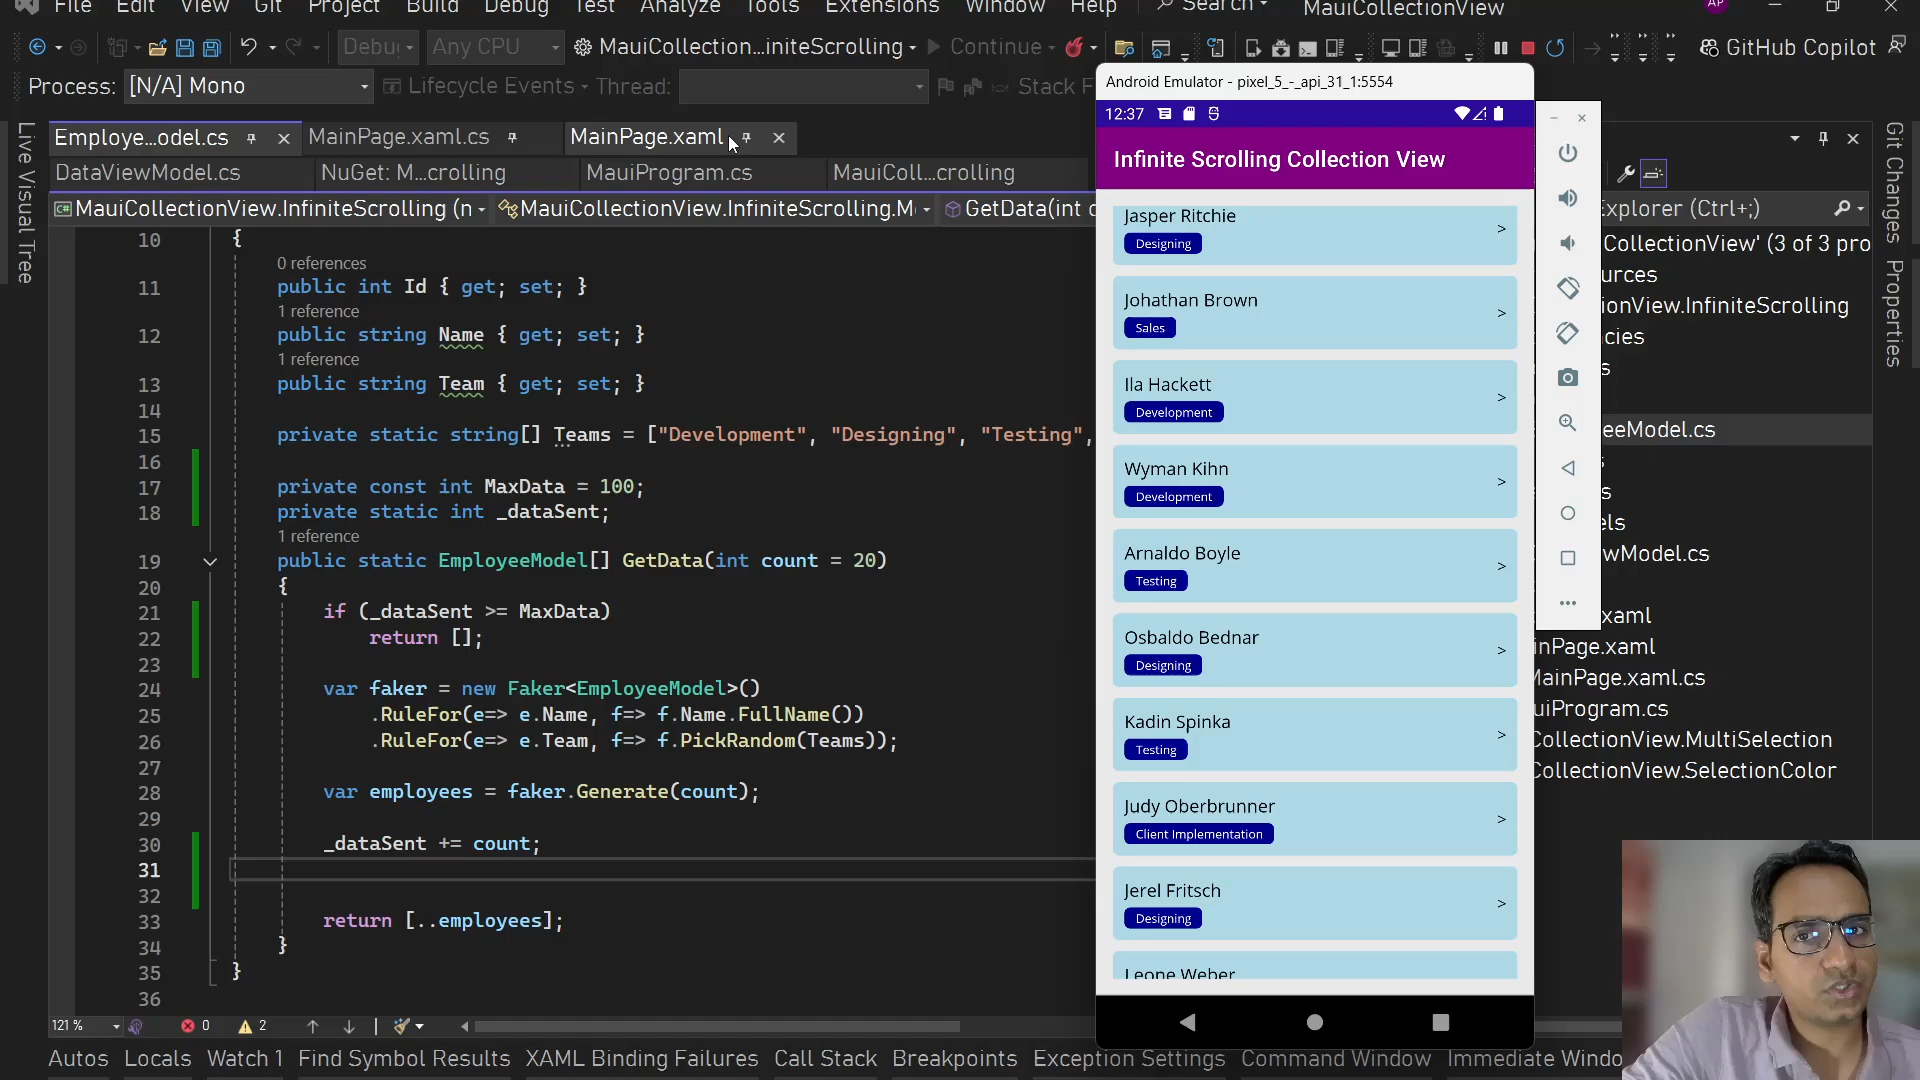 File Edit View Git Project Build Debug Test Analyze Tools Extensions Window Help Search MauiCollectionView AP
Debug Any CPU MauiCollection...initeScrolling Continue GitHub Copilot
Process: [N/A] Mono Lifecycle Events Thread: Stack F
Employe...odel.cs MainPage.xaml.cs MainPage.xaml
DataViewModel.cs NuGet: M...crolling MauiProgram.cs MauiColl...crolling
MauiCollectionView.InfiniteScrolling (n MauiCollectionView.InfiniteScrolling.M GetData(int c
Live Visual Tree
10 {
0 references
11 public int Id { get; set; }
1 reference
12 public string Name { get; set; }
1 reference
13 public string Team { get; set; }
14
15 private static string[] Teams = ["Development", "Designing", "Testing",
16
17 private const int MaxData = 100;
18 private static int _dataSent;
1 reference
19 public static EmployeeModel[] GetData(int count = 20)
20 {
21 if (_dataSent >= MaxData)
22 return [];
23
24 var faker = new Faker<EmployeeModel>()
25 .RuleFor(e=> e.Name, f=> f.Name.FullName())
26 .RuleFor(e=> e.Team, f=> f.PickRandom(Teams));
27
28 var employees = faker.Generate(count);
29
30 _dataSent += count;
31
32
33 return [..employees];
34 }
35 }
36
121 % 0 2
Autos Locals Watch 1 Find Symbol Results XAML Binding Failures Call Stack Breakpoints Exception Settings Command Window Immediate Windo
Android Emulator - pixel_5_-_api_31_1:5554
12:37
Infinite Scrolling Collection View
Jasper Ritchie
Designing
>
Johathan Brown
Sales
>
Ila Hackett
Development
>
Wyman Kihn
Development
>
Arnaldo Boyle
Testing
>
Osbaldo Bednar
Designing
>
Kadin Spinka
Testing
>
Judy Oberbrunner
Client Implementation
>
Jerel Fritsch
Designing
>
Leone Weber
Explorer (Ctrl+;)
CollectionView' (3 of 3 pro
ources
ionView.InfiniteScrolling
cies
s
eeModel.cs
s
s
els
wModel.cs
xaml
inPage.xaml
MainPage.xaml.cs
uiProgram.cs
CollectionView.MultiSelection
CollectionView.SelectionColor
Git Changes
Properties